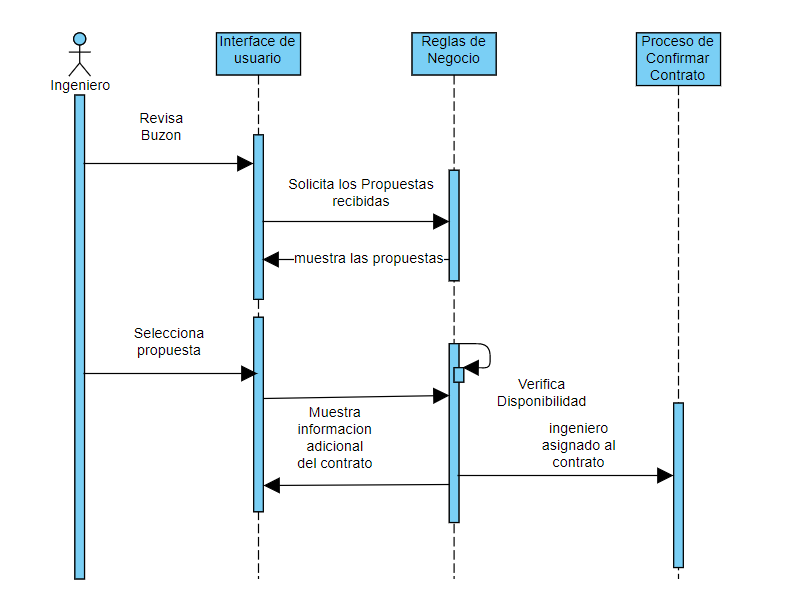 Ingeniero
Interface de
usuario
Reglas de
Negocio
Proceso de
Confirmar
Contrato
Revisa
Buzon
Solicita los Propuestas
recibidas
muestra las propuestas
Selecciona
propuesta
Verifica
Disponibilidad
Muestra
informacion
adicional
del contrato
ingeniero
asignado al
contrato